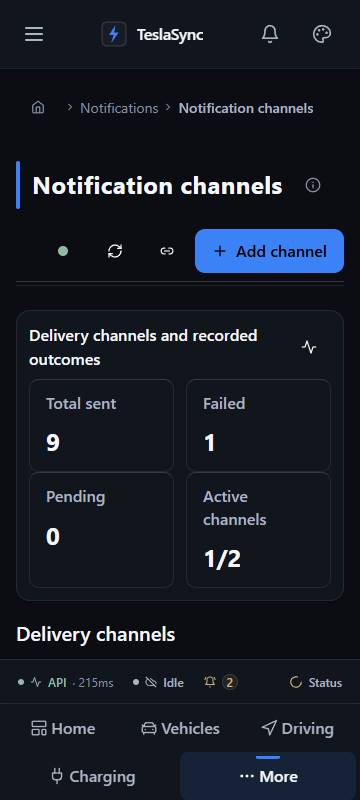 TeslaSync
Notifications Notification channels
Notification channels
Add channel
Delivery channels and recorded
outcomes
Total sent
9
Failed
1
Pending
0
Active
channels
1/2
Delivery channels
API · 215ms Idle 2 Status
Home Vehicles Driving
Charging More